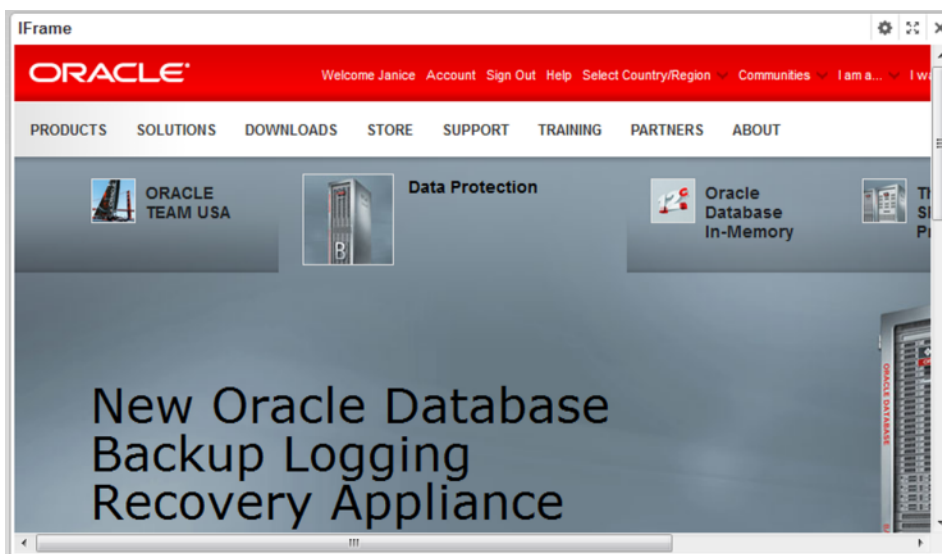 IFrame
ORACLE
Welcome Janice Account Sign Out Help Select Country/Region Communities I am a...
PRODUCTS SOLUTIONS DOWNLOADS STORE SUPPORT TRAINING PARTNERS ABOUT
ORACLE
TEAM USA
Data Protection
B
12c
Oracle
Database
In-Memory
New Oracle Database
Backup Logging
Recovery Appliance
ORACLE DATABASE